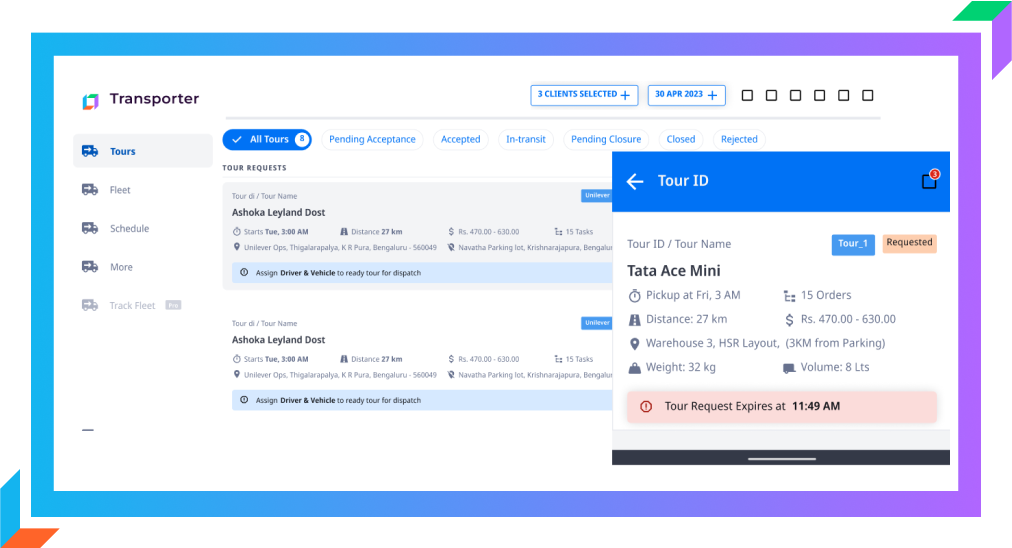 Transporter
3 CLIENTS SELECTED +
30 APR 2023 +
Tours
Fleet
Schedule
More
Track Fleet Pro
All Tours 8
Pending Acceptance
Accepted
In-transit
Pending Closure
Closed
Rejected
TOUR REQUESTS
Tour di / Tour Name
Unilever
Ashoka Leyland Dost
Starts Tue, 3:00 AM
Distance 27 km
$ Rs. 470.00 - 630.00
15 Tasks
Unilever Ops, Thigalarapalya, K R Pura, Bengaluru - 560049
Navatha Parking lot, Krishnarajapura, Bengalu
Assign Driver & Vehicle to ready tour for dispatch
Tour di / Tour Name
Unilever
Ashoka Leyland Dost
Starts Tue, 3:00 AM
Distance 27 km
$ Rs. 470.00 - 630.00
15 Tasks
Unilever Ops, Thigalarapalya, K R Pura, Bengaluru - 560049
Navatha Parking lot, Krishnarajapura, Bengalu
Assign Driver & Vehicle to ready tour for dispatch
Tour ID
3
Tour ID / Tour Name
Tour_1
Requested
Tata Ace Mini
Pickup at Fri, 3 AM
15 Orders
Distance: 27 km
$ Rs. 470.00 - 630.00
Warehouse 3, HSR Layout, (3KM from Parking)
Weight: 32 kg
Volume: 8 Lts
Tour Request Expires at 11:49 AM